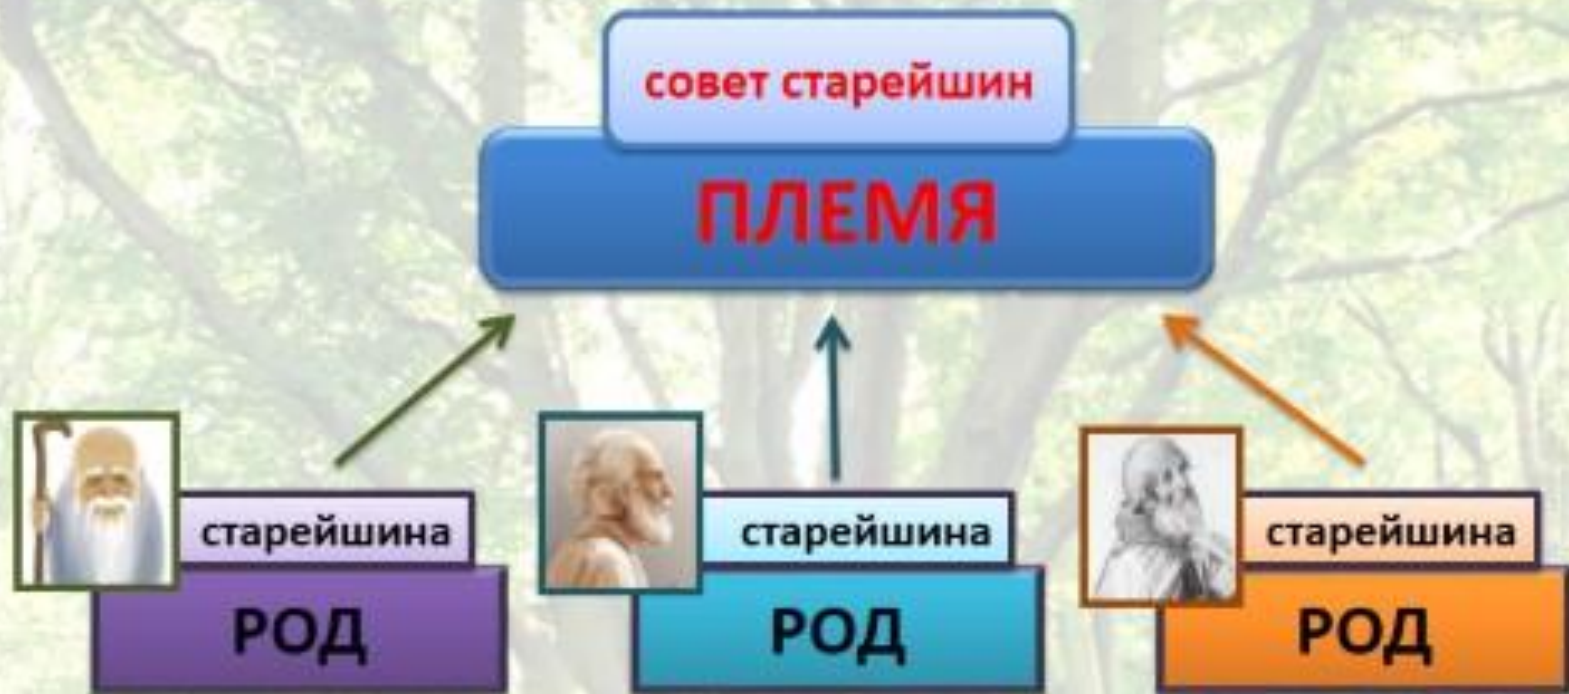 совет старейшин
ПЛЕМЯ
старейшина
РОД
старейшина
РОД
старейшина
РОД